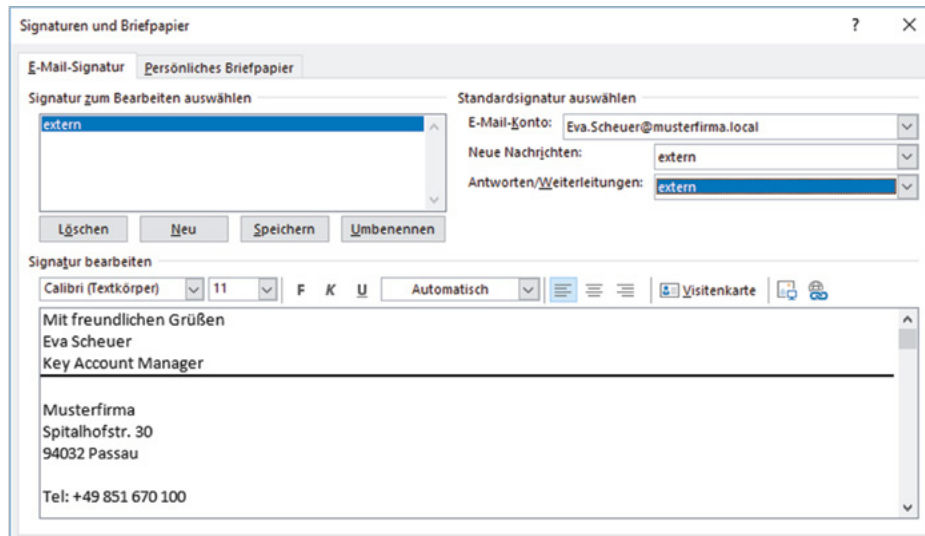 Signaturen und Briefpapier ? ×
E-Mail-Signatur Persönliches Briefpapier
Signatur zum Bearbeiten auswählen
extern
Löschen Neu Speichern Umbenennen
Standardsignatur auswählen
E-Mail-Konto: Eva.Scheuer@musterfirma.local
Neue Nachrichten: extern
Antworten/Weiterleitungen: extern
Signatur bearbeiten
Calibri (Textkörper) 11 F K U Automatisch Visitenkarte
Mit freundlichen Grüßen
Eva Scheuer
Key Account Manager
Musterfirma
Spitalhofstr. 30
94032 Passau
Tel: +49 851 670 100